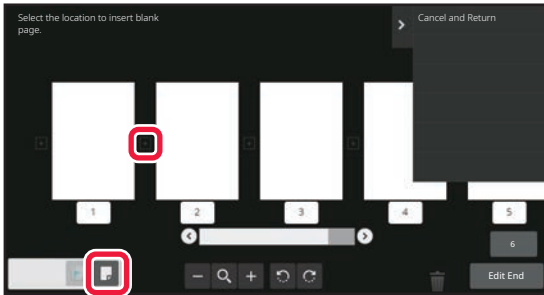 Select the location to insert blank
page.
Cancel and Return
1
2
3
4
5
6
Edit End